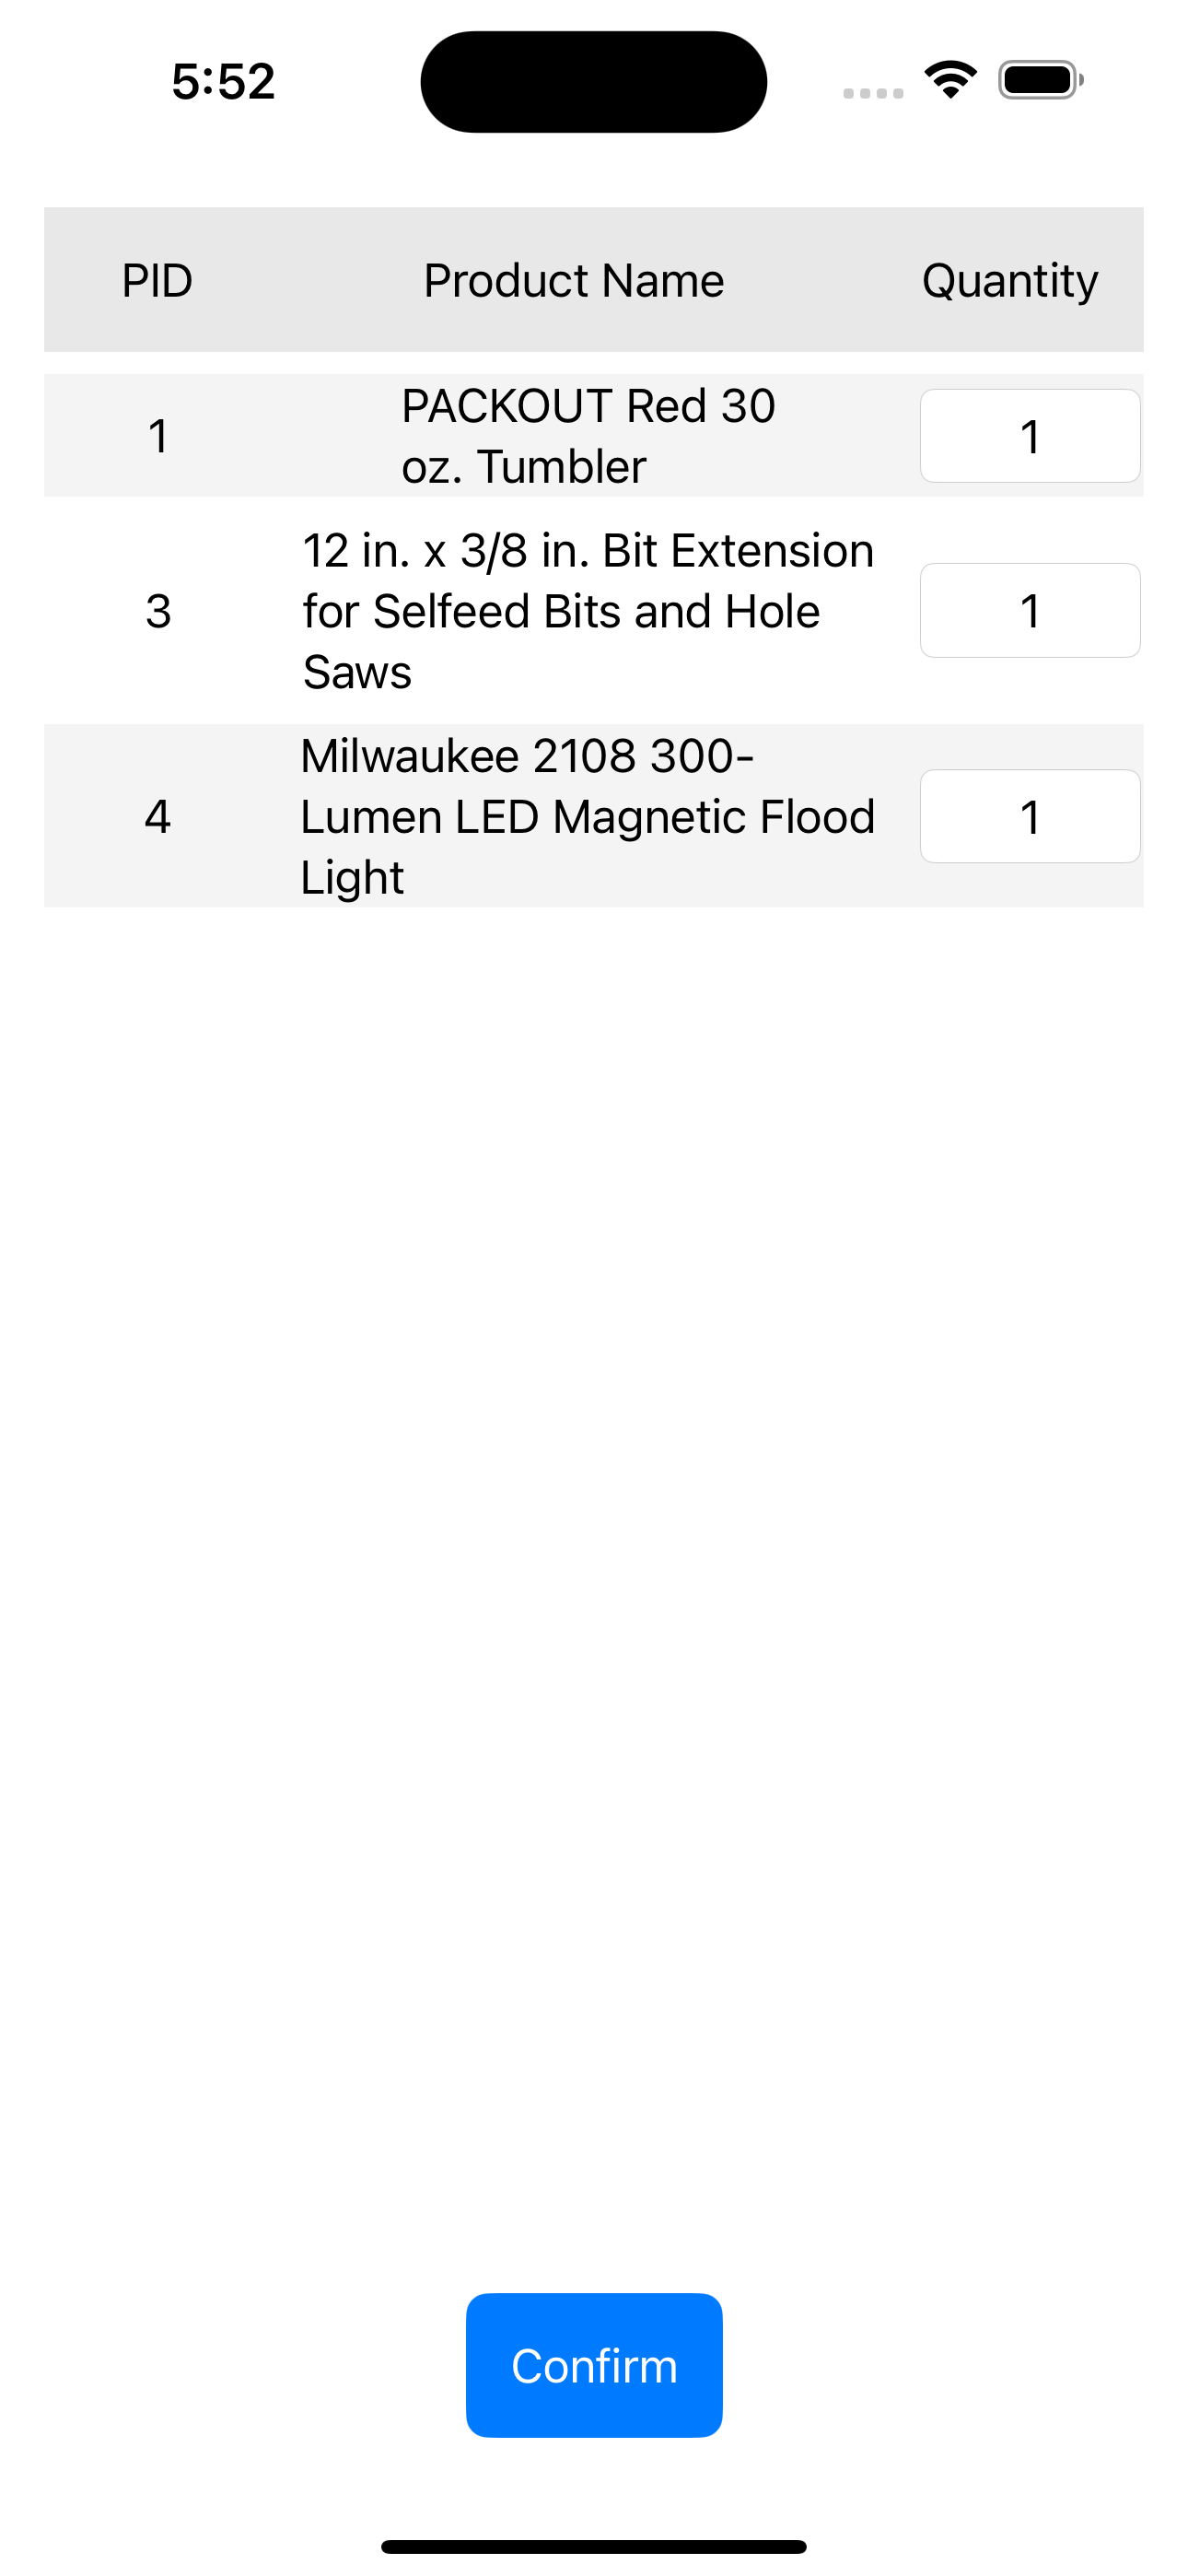 5:52
PID Product Name Quantity
1 PACKOUT Red 30 1
oz. Tumbler
12 in. x 3/8 in. Bit Extension
3 for Selfeed Bits and Hole 1
Saws
Milwaukee 2108 300-
4 Lumen LED Magnetic Flood 1
Light
Confirm